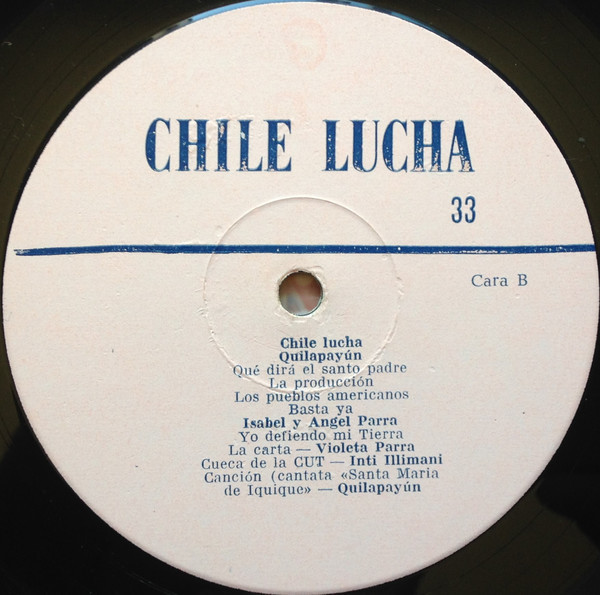 CHILE LUCHA
33
Cara B
Chile lucha
Quilapayún
Qué dirá el santo padre
La producción
Los pueblos americanos
Basta ya
Isabel y Angel Parra
Yo defiendo mi Tierra
La carta — Violeta Parra
Cueca de la CUT — Inti Illimani
Canción (cantata «Santa Maria
de Iquique» — Quilapayún